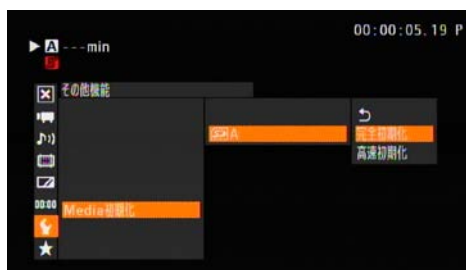 00:00:05.19 P
A ---min
その他機能
A
完全初期化
高速初期化
00:00
Media初期化